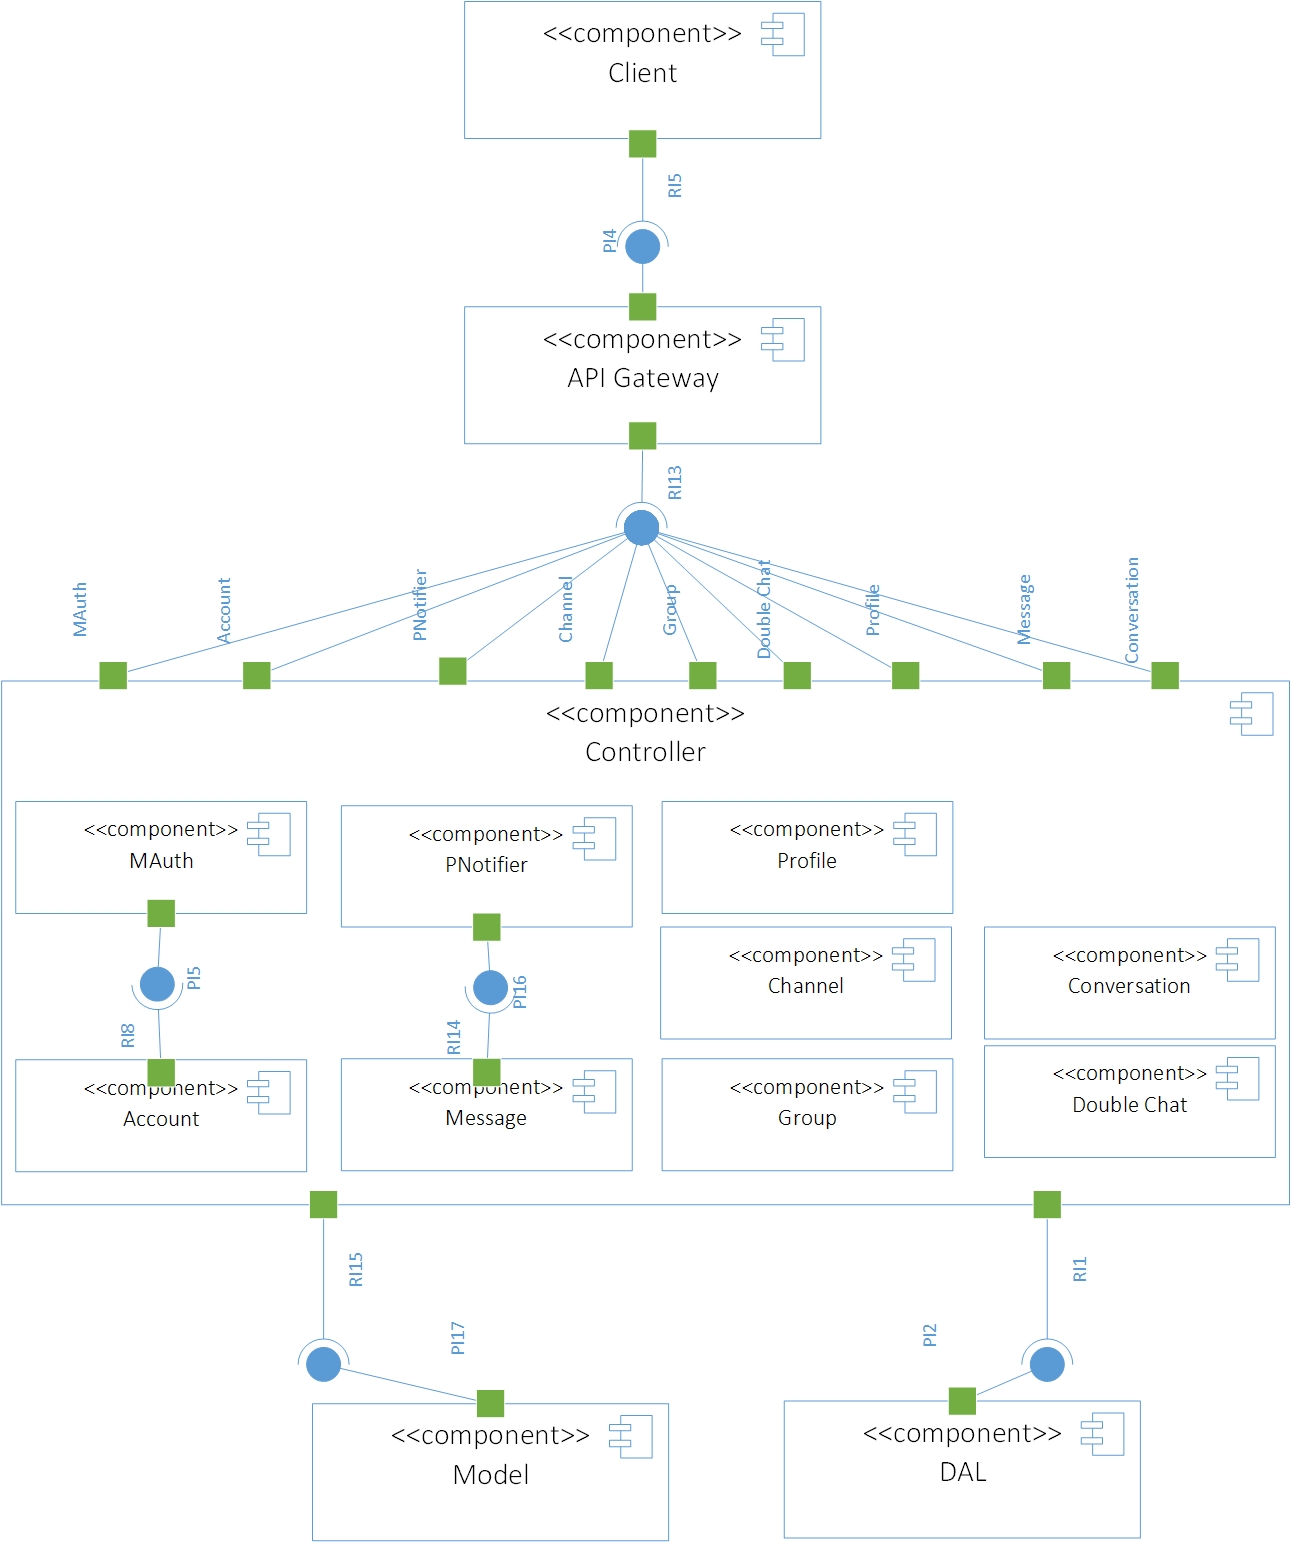 <<component>>
Client
RI5
PI4
<<component>>
API Gateway
RI13
MAuth
Account
PNotifier
Channel
Group
Double Chat
Profile
Message
Conversation
<<component>>
Controller
<<component>>
MAuth
<<component>>
PNotifier
<<component>>
Profile
<<component>>
Channel
<<component>>
Conversation
PI5
PI16
RI8
RI14
<<component>>
Account
<<component>>
Message
<<component>>
Group
<<component>>
Double Chat
RI15
RI1
PI17
PI2
<<component>>
Model
<<component>>
DAL